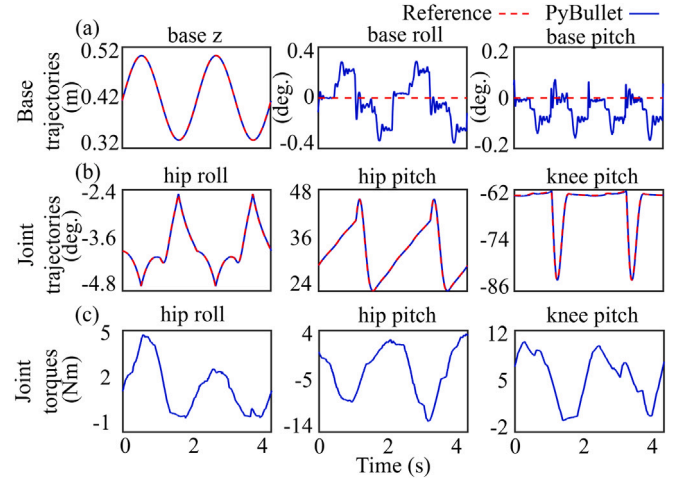 Reference PyBullet
(a) base z base roll base pitch
Base trajectories (m)
0.52
0.42
0.32
(deg.)
0.4
0
-0.4
(deg.)
0.2
0
-0.2
(b) hip roll hip pitch knee pitch
Joint trajectories (deg.)
-2.4
-3.6
-4.8
48
36
24
-62
-74
-86
(c) hip roll hip pitch knee pitch
Joint torques (Nm)
5
2
-1
4
-5
-14
12
5
-2
0 2 4 0 2 4 0 2 4
Time (s)